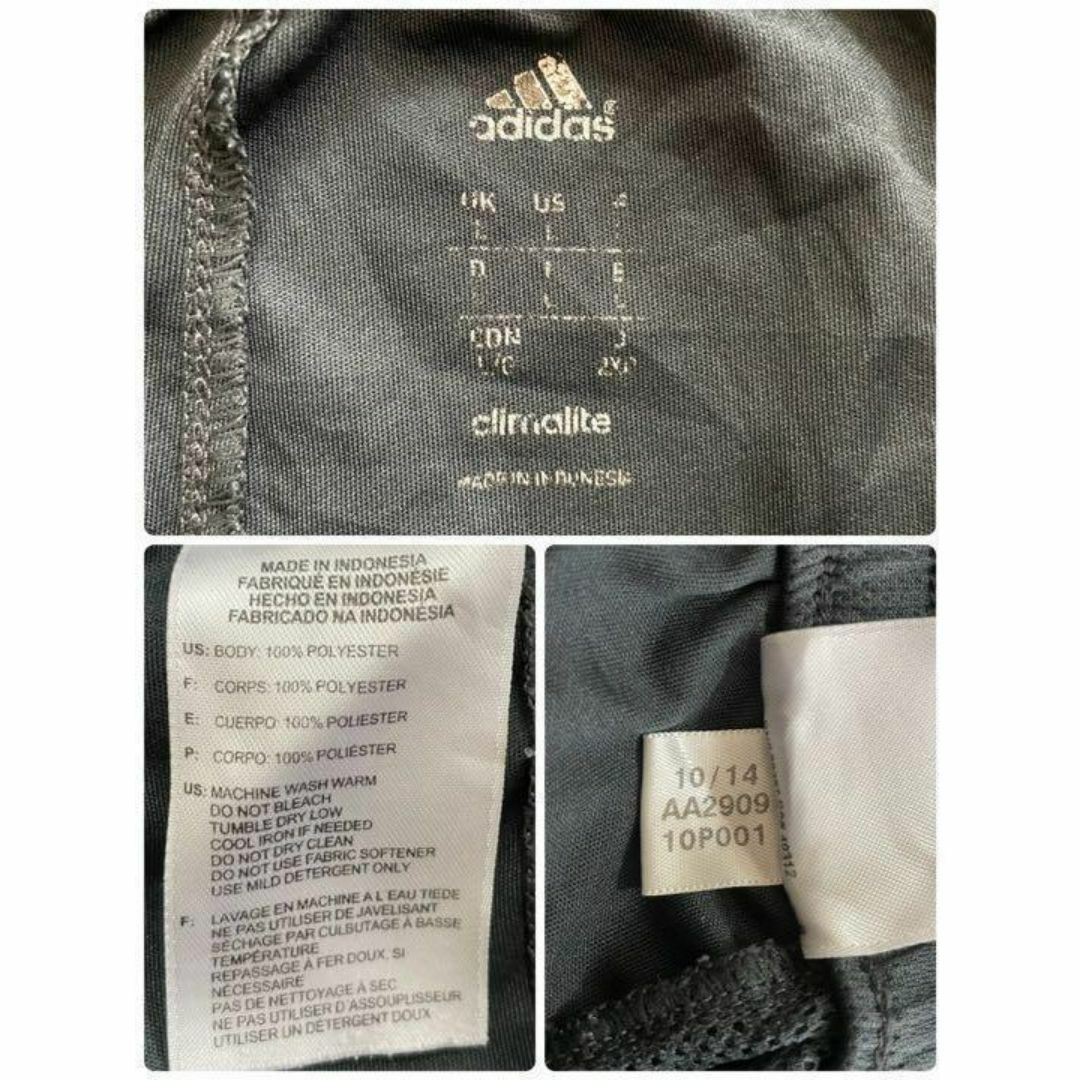 adidas®
UK US F
L L
D I E
L
CDN J
L/G 2XO
climalite
MADE IN INDONESIA
MADE IN INDONESIA
FABRIQUÉ EN INDONÉSIE
HECHO EN INDONESIA
FABRICADO NA INDONÉSIA
US: BODY: 100% POLYESTER
F: CORPS: 100% POLYESTER
E: CUERPO: 100% POLIESTER
P: CORPO: 100% POLIÉSTER
US: MACHINE WASH WARM
DO NOT BLEACH
TUMBLE DRY LOW
COOL IRON IF NEEDED
DO NOT DRY CLEAN
DO NOT USE FABRIC SOFTENER
USE MILD DETERGENT ONLY
F: LAVAGE EN MACHINE A L'EAU TIEDE
NE PAS UTILISER DE JAVELISANT
SÉCHAGE PAR CULBUTAGE À BASSE
TEMPÉRATURE
REPASSAGE À FER DOUX, SI
NÉCESSAIRE
PAS DE NETTOYAGE À SEC
NE PAS UTILISER D'ASSOUPLISSEUR
UTILISER UN DÉTERGENT DOUX
10/14
AA2909
10P001